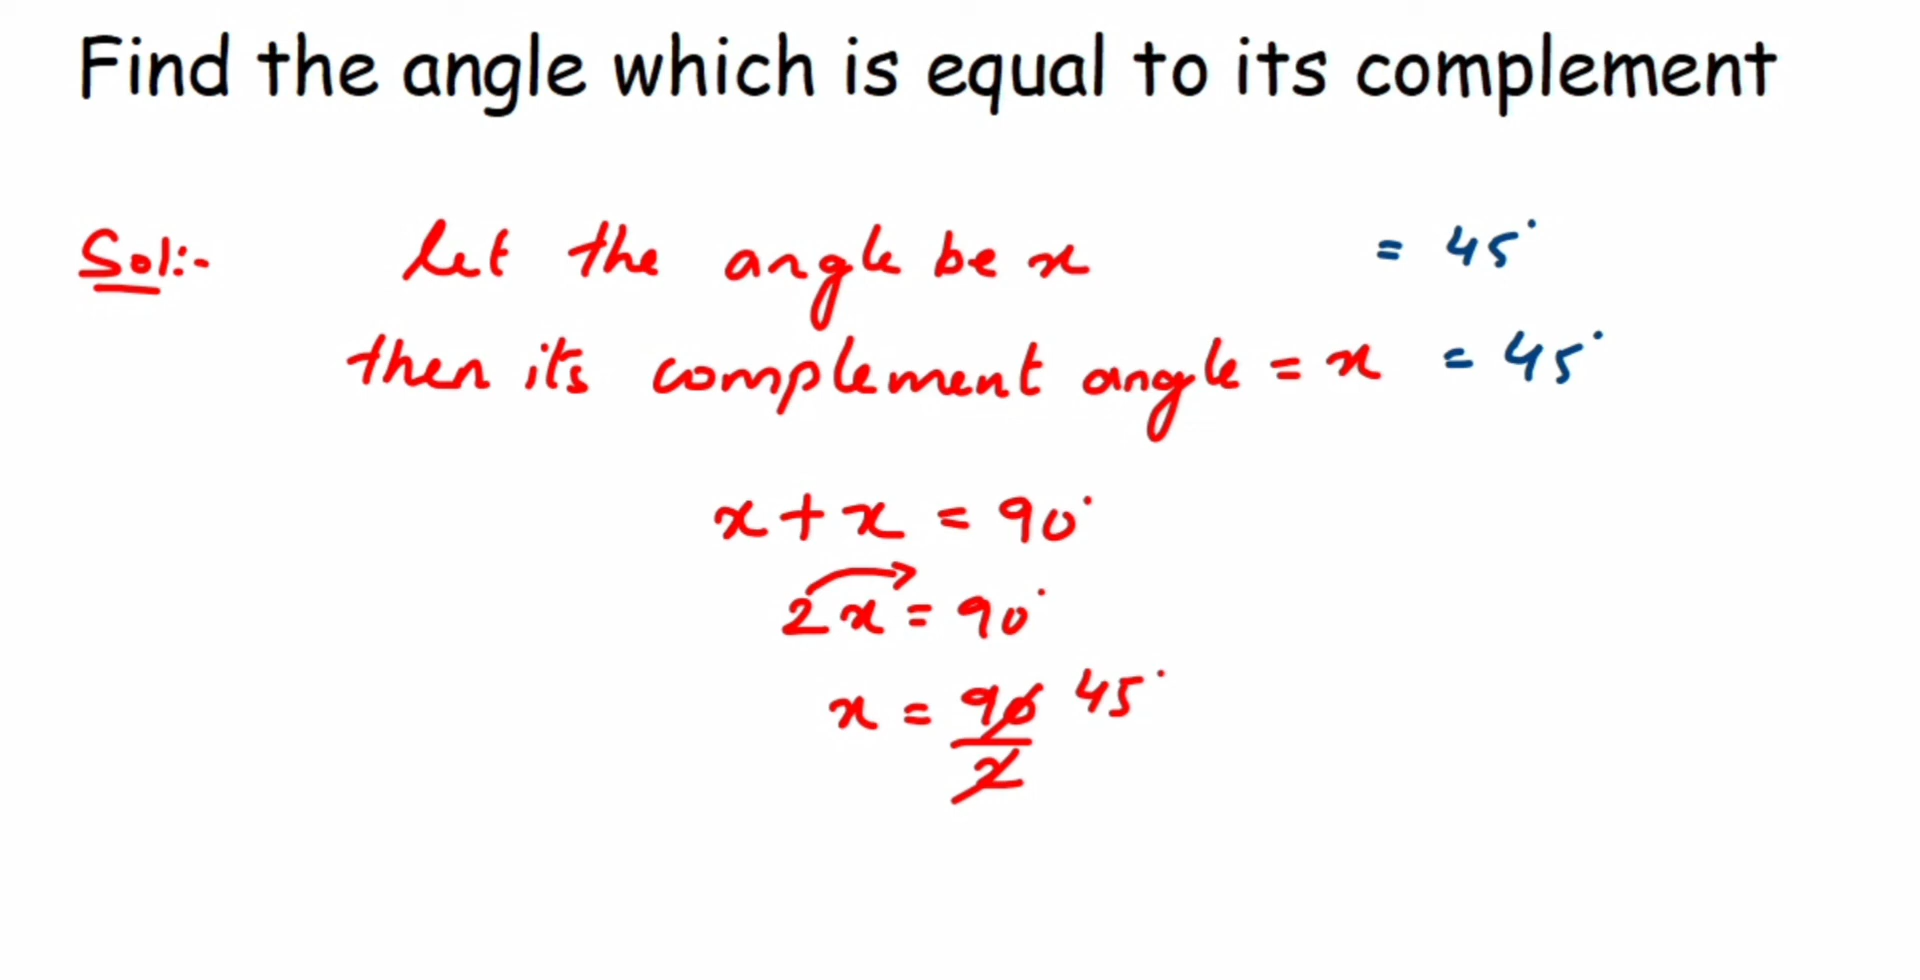 Find the angle which is equal to its complement
Sol:- let the angle be x = 45°
then its complement angle = x = 45°
x + x = 90°
2x = 90°
x = 90/2 45°